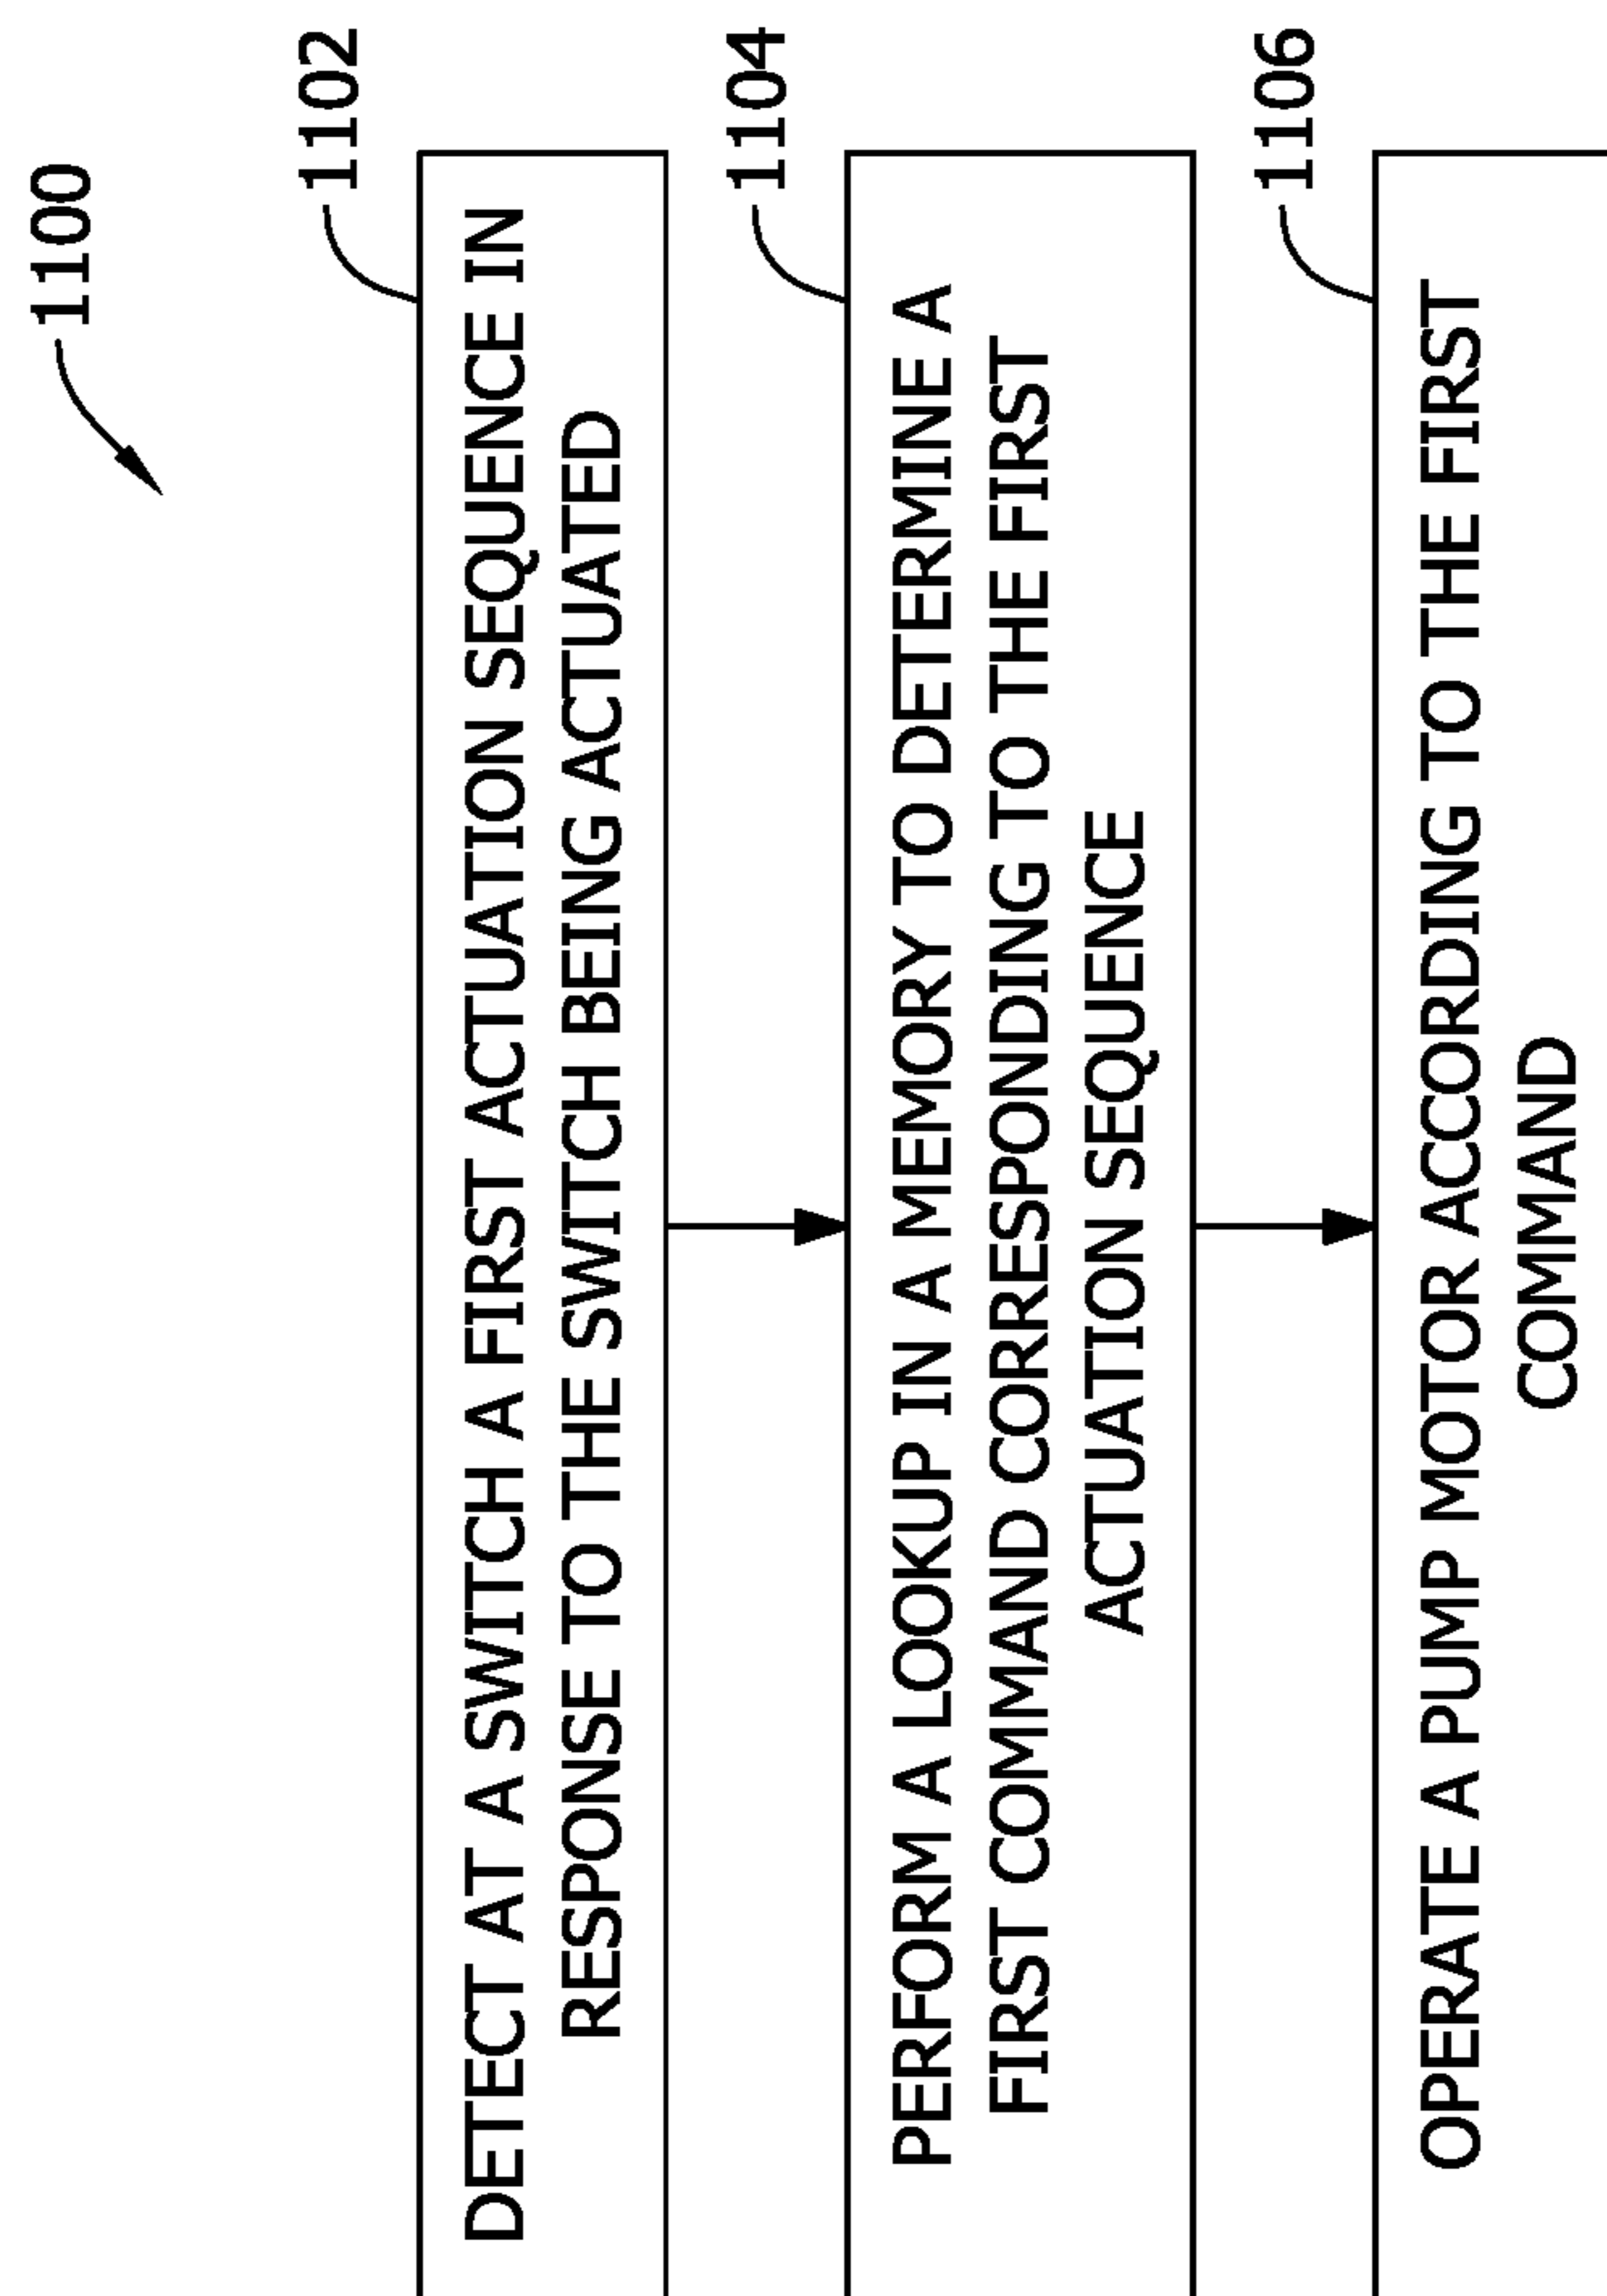 1100
1102
DETECT AT A SWITCH A FIRST ACTUATION SEQUENCE IN
RESPONSE TO THE SWITCH BEING ACTUATED
1104
PERFORM A LOOKUP IN A MEMORY TO DETERMINE A
FIRST COMMAND CORRESPONDING TO THE FIRST
ACTUATION SEQUENCE
1106
OPERATE A PUMP MOTOR ACCORDING TO THE FIRST
COMMAND